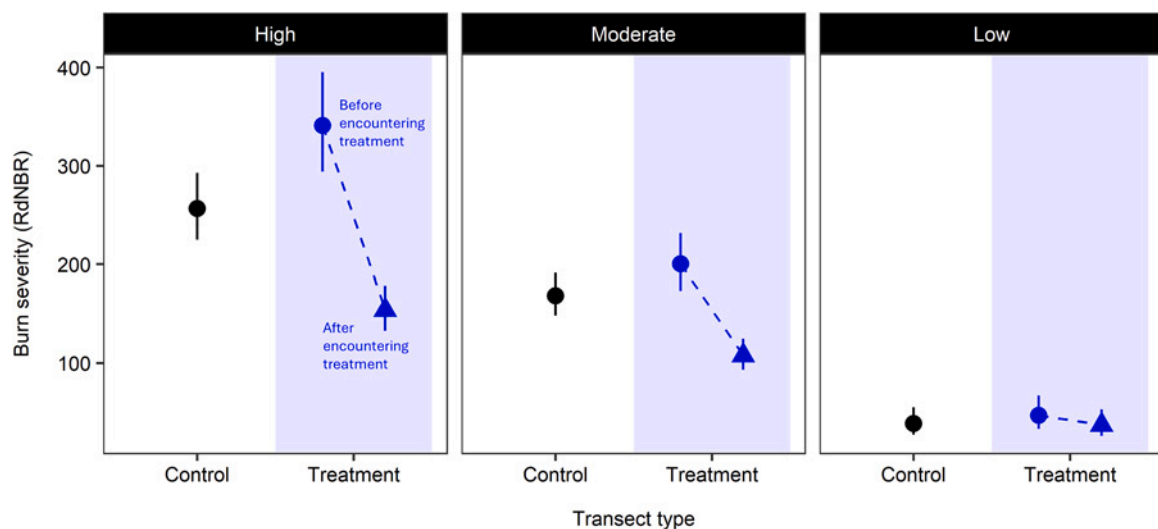 High
Moderate
Low
Burn severity (RdNBR)
400
300
200
100
Before
encountering
treatment
After
encountering
treatment
Control
Treatment
Control
Treatment
Control
Treatment
Transect type